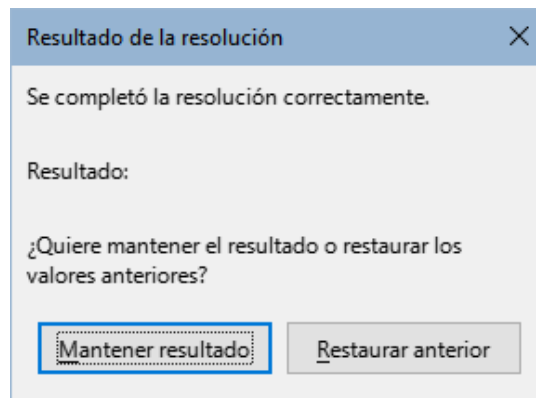 Resultado de la resolución
Se completó la resolución correctamente.
Resultado:
¿Quiere mantener el resultado o restaurar los
valores anteriores?
Mantener resultado
Restaurar anterior